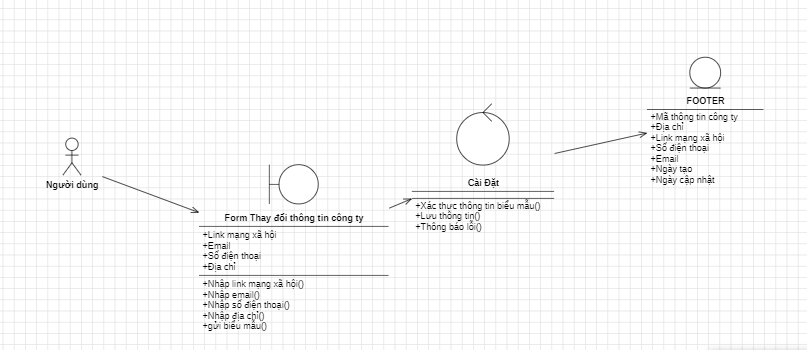 Người dùng
Form Thay đổi thông tin công ty
+Link mạng xã hội
+Email
+Số điện thoại
+Địa chỉ
+Nhập link mạng xã hội()
+Nhập email()
+Nhập số điện thoại()
+Nhập địa chỉ()
+gửi biểu mẫu()
Cài Đặt
+Xác thực thông tin biểu mẫu()
+Lưu thông tin()
+Thông báo lỗi()
FOOTER
+Mã thông tin công ty
+Địa chỉ
+Link mạng xã hội
+Số điện thoại
+Email
+Ngày tạo
+Ngày cập nhật